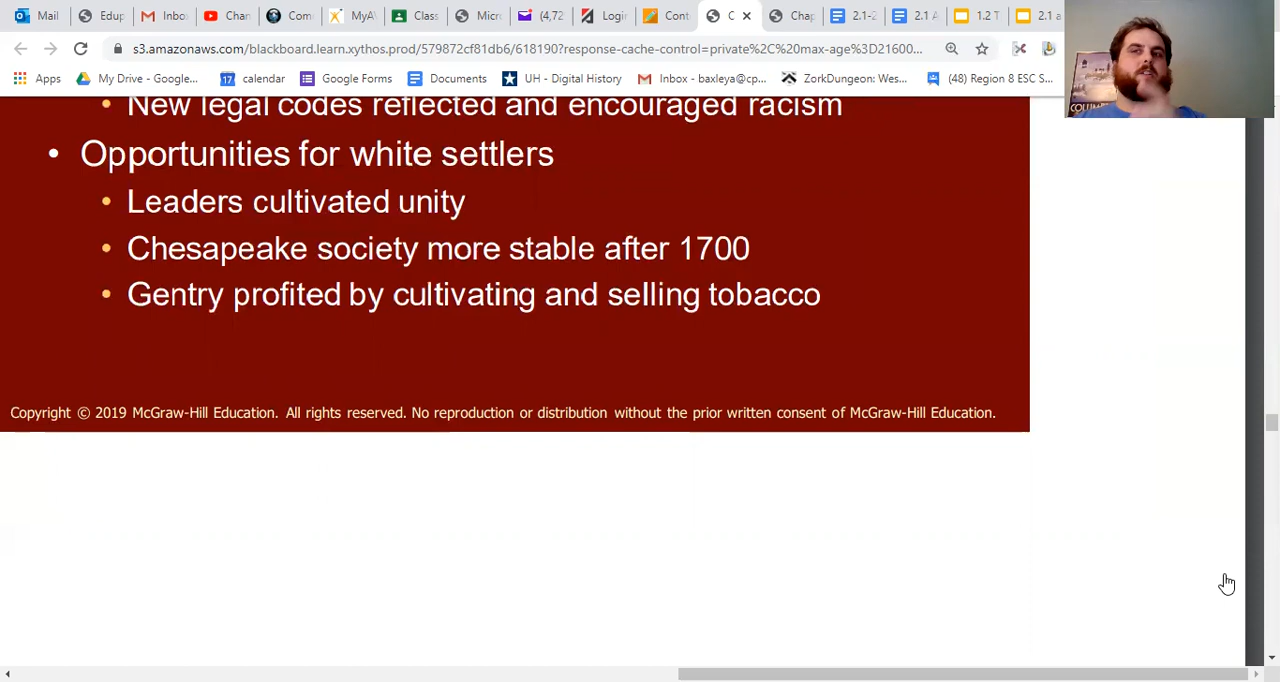 Mail
Edup
Inbo
Char
Com
MyA
Class
Micro
(4,72
Login
Cont
C
Chap
2.1-2
2.1 A
1.2 T
2.1 a
s3.amazonaws.com/blackboard.learn.xythos.prod/579872cf81db6/618190?response-cache-control=private%2C%20max-age%3D21600...
Apps
My Drive - Google...
calendar
Google Forms
Documents
UH - Digital History
Inbox - baxleya@cp...
ZorkDungeon: Wes...
(48) Region 8 ESC S...
COLUM
• New legal codes reflected and encouraged racism
• Opportunities for white settlers
• Leaders cultivated unity
• Chesapeake society more stable after 1700
• Gentry profited by cultivating and selling tobacco
Copyright © 2019 McGraw-Hill Education. All rights reserved. No reproduction or distribution without the prior written consent of McGraw-Hill Education.